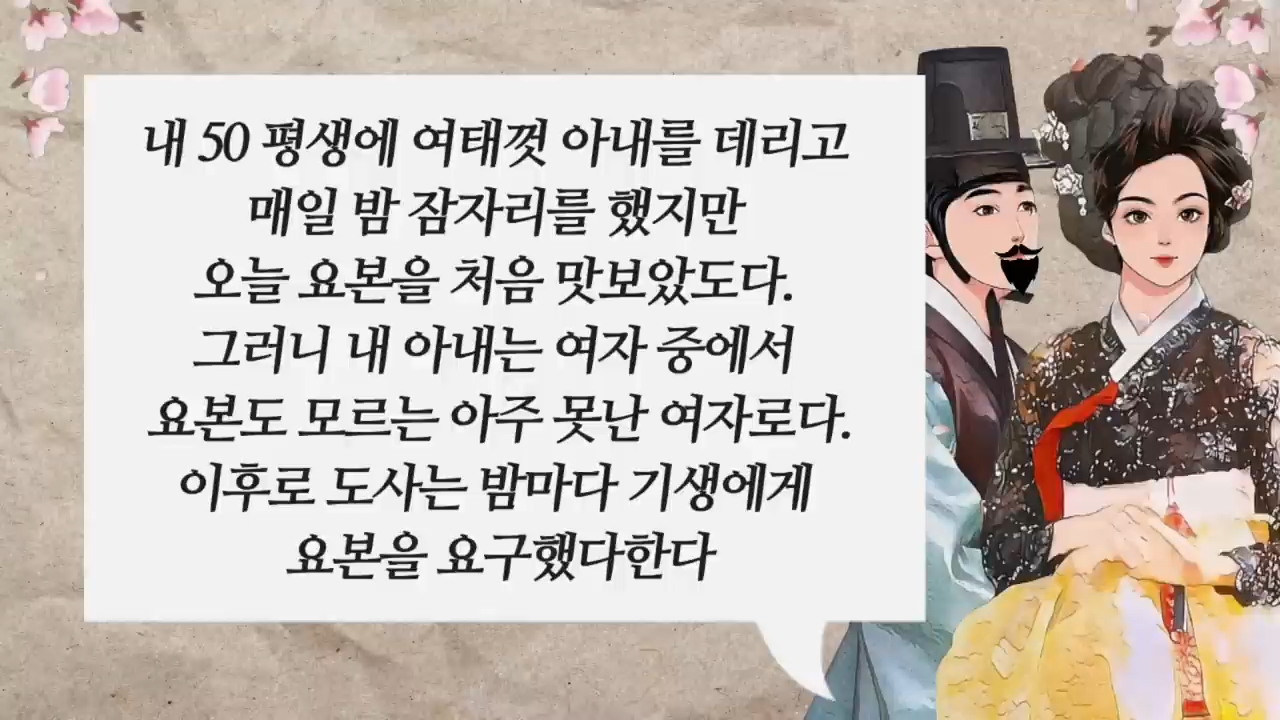 내 50 평생에 여태껏 아내를 데리고
매일 밤 잠자리를 했지만
오늘 요본을 처음 맛보았도다.
그러니 내 아내는 여자 중에서
요본도 모르는 아주 못난 여자로다.
이후로 도사는 밤마다 기생에게
요본을 요구했다한다